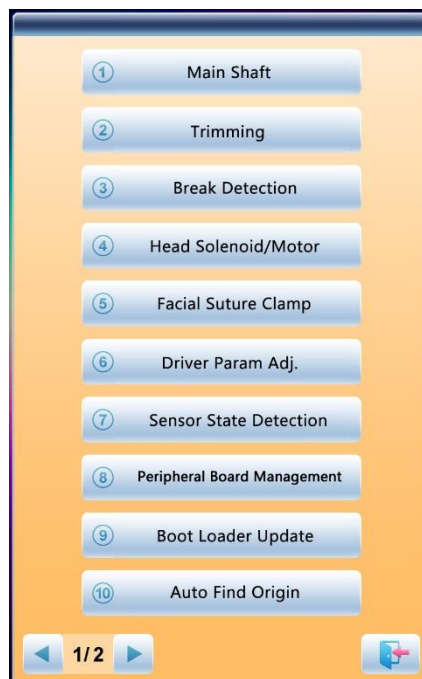 ① Main Shaft
② Trimming
③ Break Detection
④ Head Solenoid/Motor
⑤ Facial Suture Clamp
⑥ Driver Param Adj.
⑦ Sensor State Detection
⑧ Peripheral Board Management
⑨ Boot Loader Update
⑩ Auto Find Origin
1/2